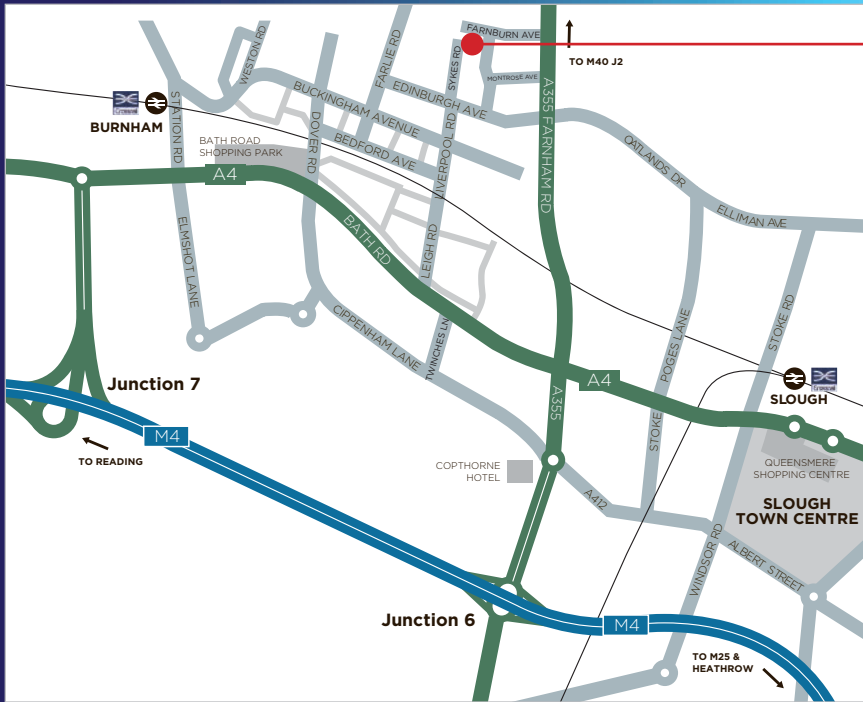 FARNBURN AVE
SYKES RD
WESTON RD
FARLIE RD
TO M40 J2
MONTROSE AVE
A355 FARNHAM RD
BUCKINGHAM AVENUE
EDINBURGH AVE
STATION RD
DOVER RD
BURNHAM
BATH ROAD
SHOPPING PARK
BEDFORD AVE
LIVERPOOL RD
OATLANDS DR
A4
ELLIMAN AVE
BATH RD
ELMSHOT LANE
LEIGH RD
STOKE RD
CIPPENHAM LANE
TWINCHES LN
STOKE POGES LANE
Junction 7
A4
A355
SLOUGH
M4
TO READING
COPTHORNE
HOTEL
QUEENSMERE
SHOPPING CENTRE
A412
SLOUGH
TOWN CENTRE
WINDSOR RD
ALBERT STREET
Junction 6
M4
TO M25 &
HEATHROW